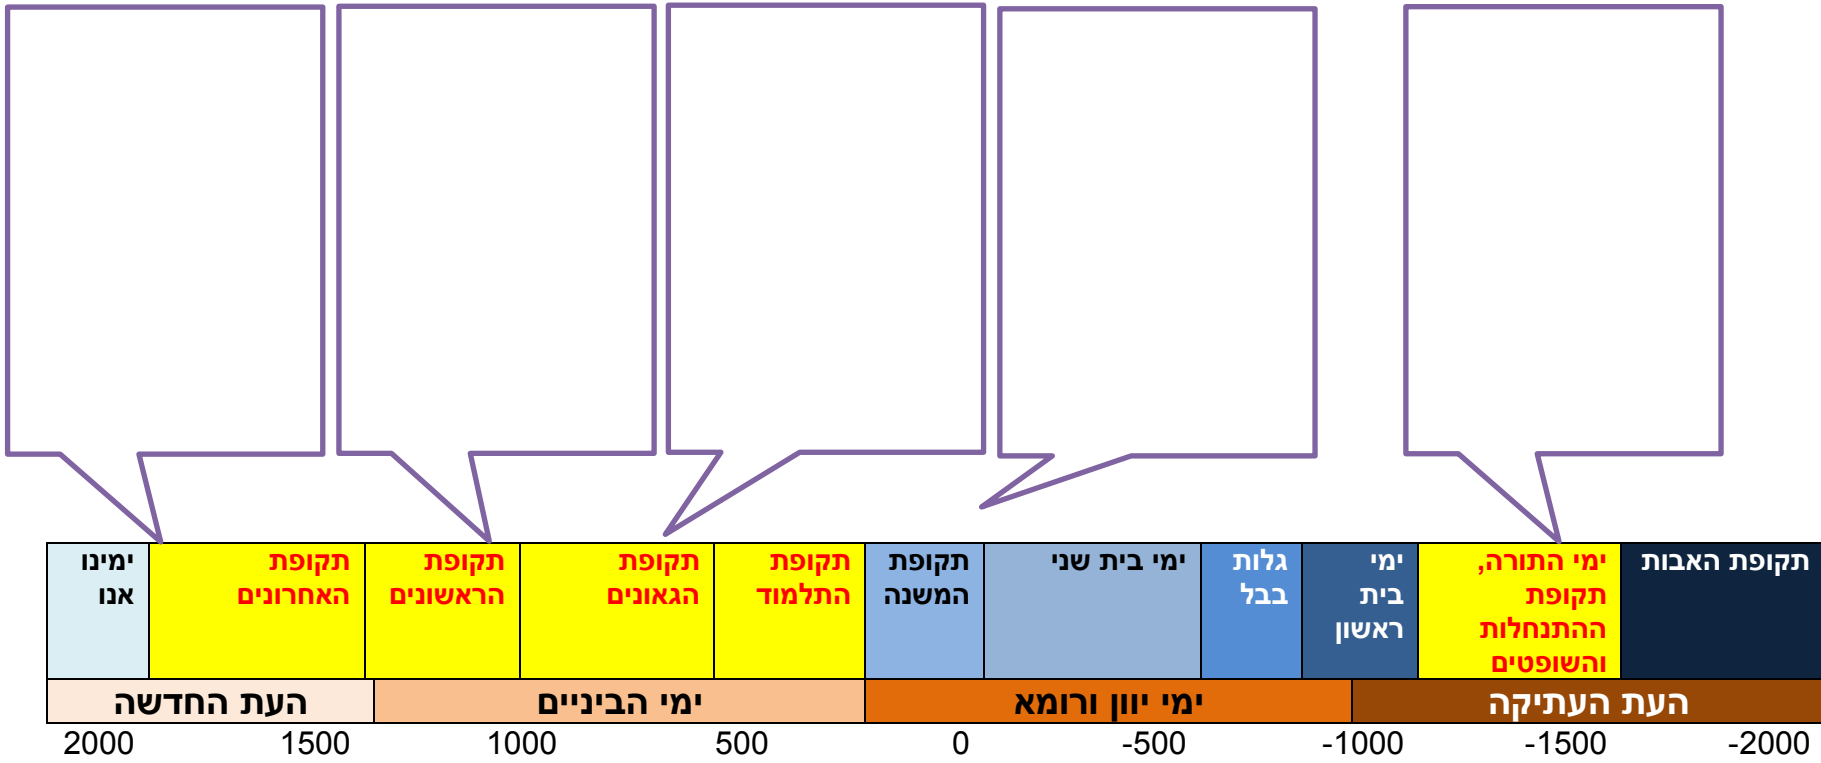 תקופת האבות
ימי התורה,
תקופת
ההתנחלות
והשופטים
ימי
בית
ראשון
גלות
בבל
ימי בית שני
תקופת
המשנה
תקופת
התלמוד
תקופת
הגאונים
תקופת
הראשונים
תקופת
האחרונים
ימינו
אנו
העת העתיקה
ימי יוון ורומא
ימי הביניים
העת החדשה
-2000
-1500
-1000
-500
0
500
1000
1500
2000